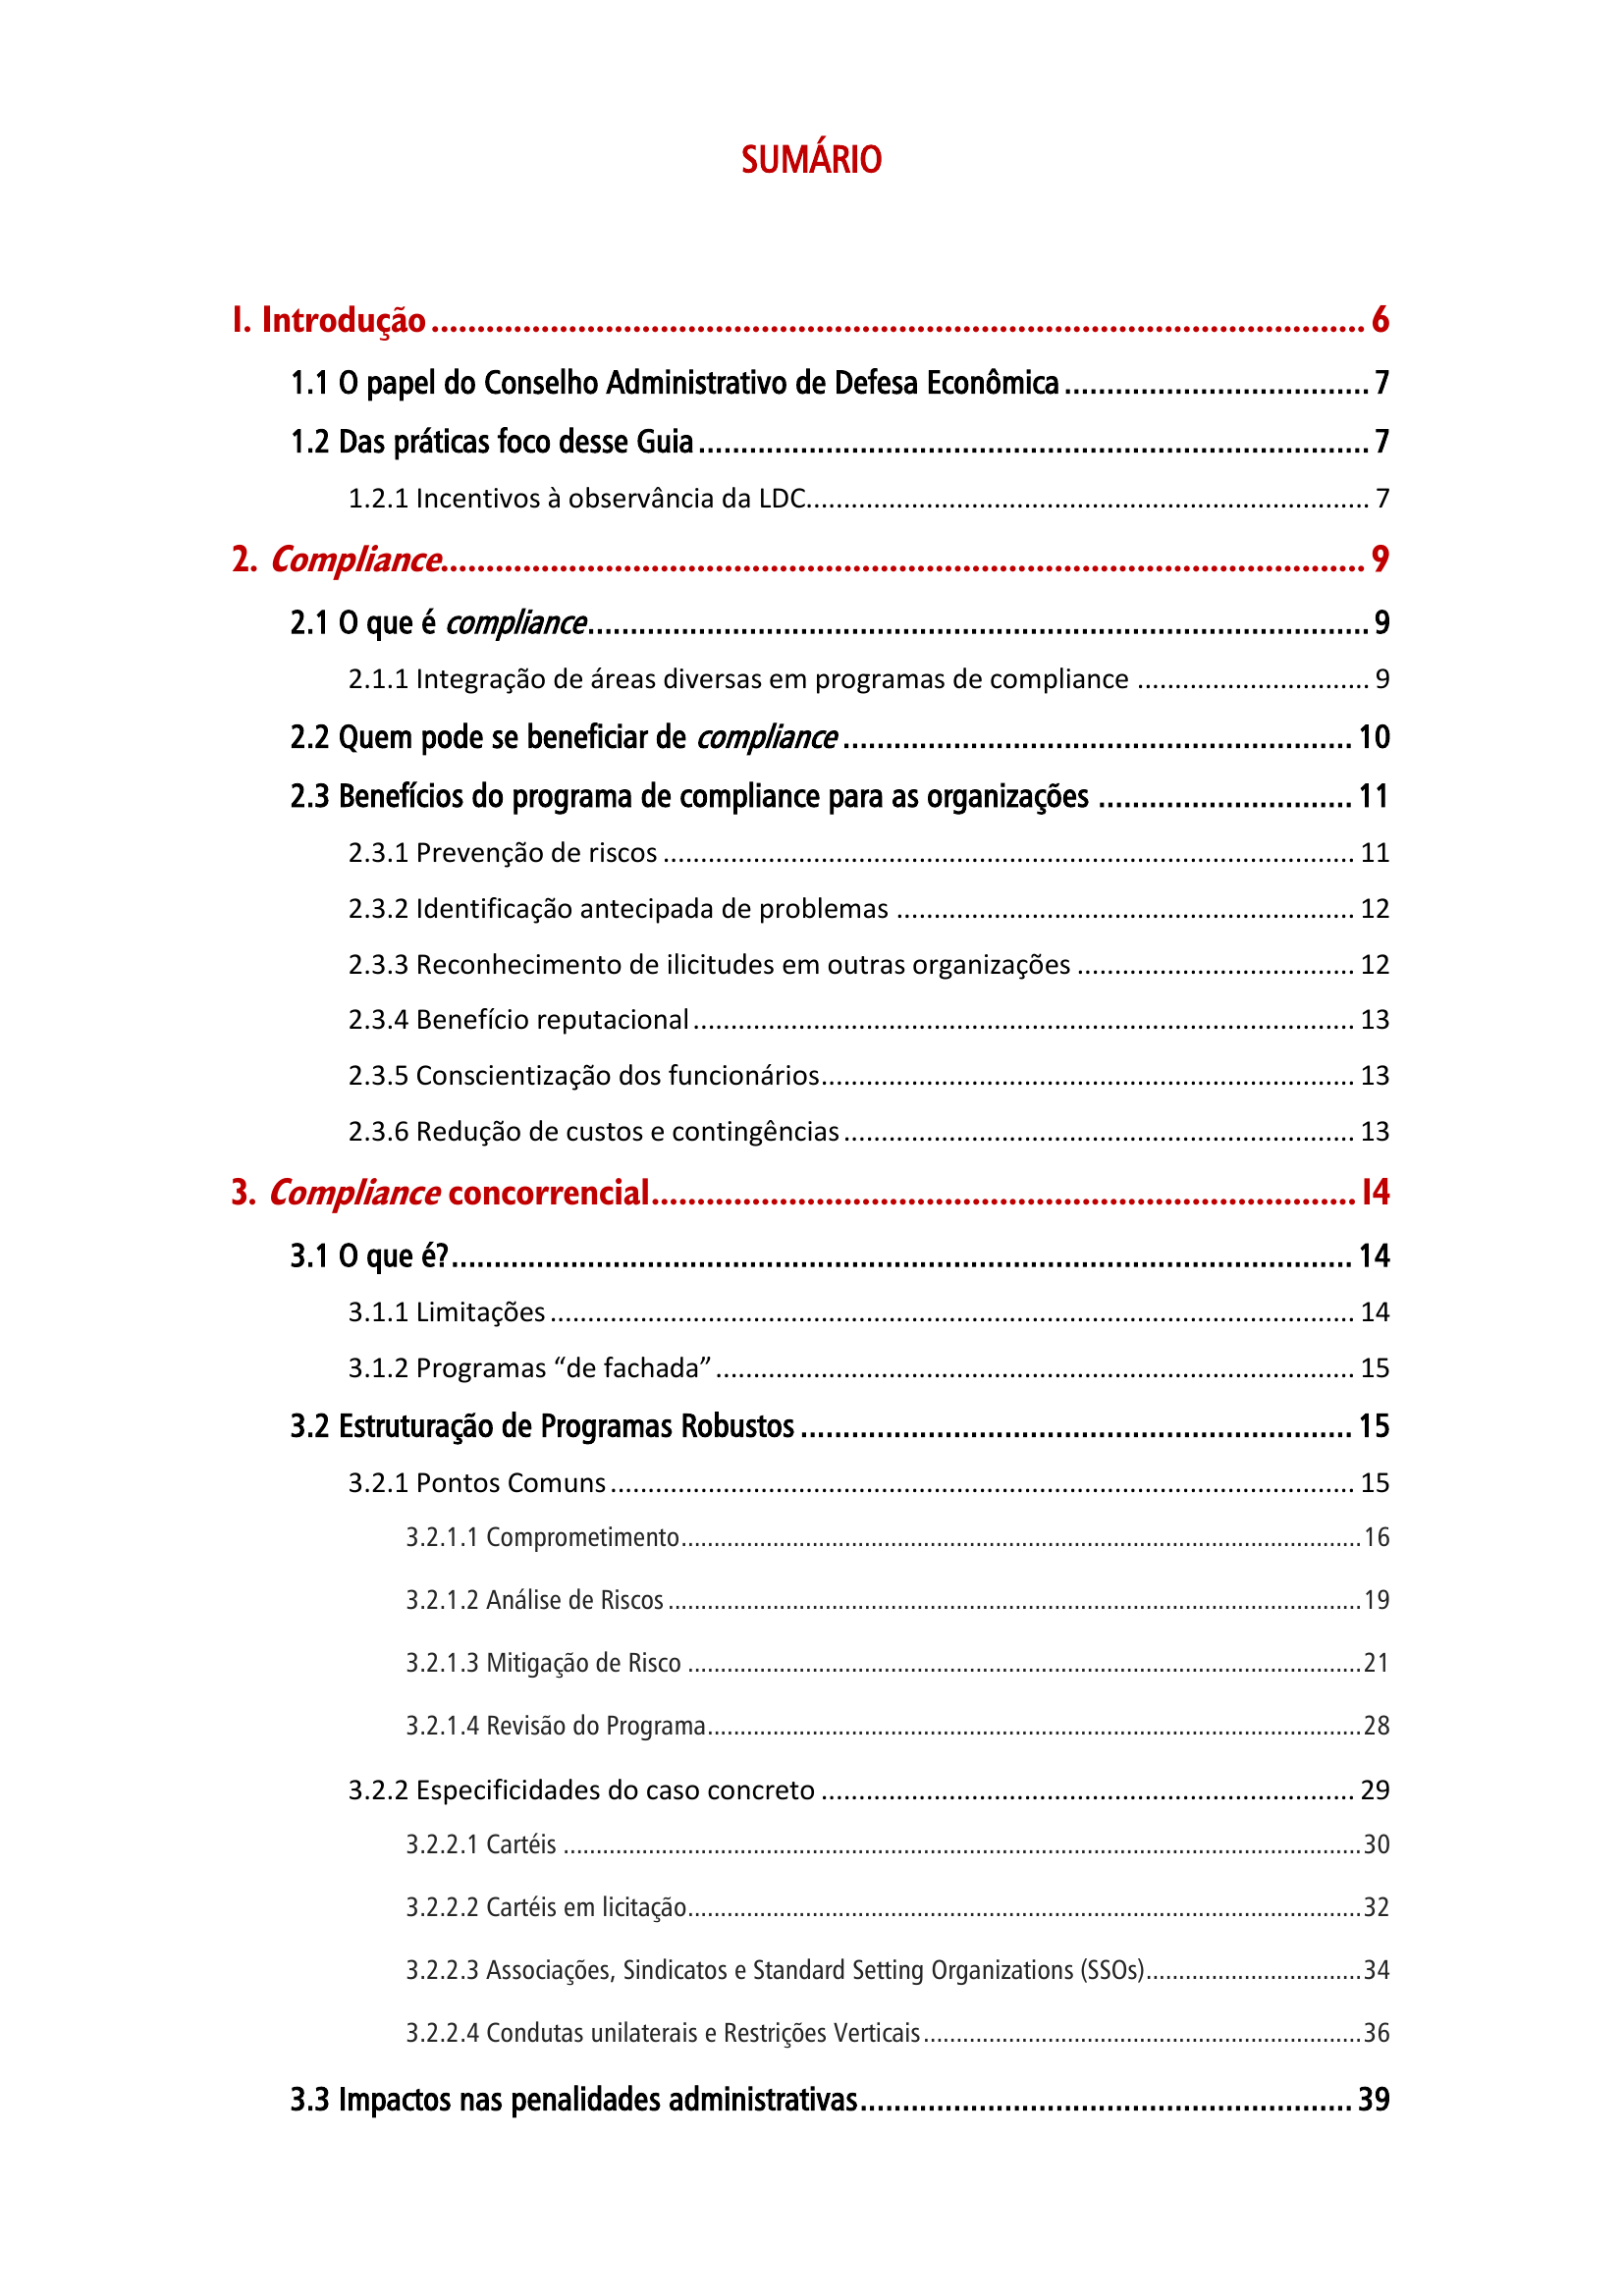 SUMÁRIO
1. Introdução........................................................................................................ 6
1.1 O papel do Conselho Administrativo de Defesa Econômica.................................... 7
1.2 Das práticas foco desse Guia................................................................................ 7
1.2.1 Incentivos à observância da LDC........................................................................... 7
2. Compliance....................................................................................................... 9
2.1 O que é compliance............................................................................................. 9
2.1.1 Integração de áreas diversas em programas de compliance ............................... 9
2.2 Quem pode se beneficiar de compliance ............................................................ 10
2.3 Benefícios do programa de compliance para as organizações .............................. 11
2.3.1 Prevenção de riscos ............................................................................................ 11
2.3.2 Identificação antecipada de problemas ............................................................. 12
2.3.3 Reconhecimento de ilicitudes em outras organizações ..................................... 12
2.3.4 Benefício reputacional........................................................................................ 13
2.3.5 Conscientização dos funcionários....................................................................... 13
2.3.6 Redução de custos e contingências.................................................................... 13
3. Compliance concorrencial............................................................................. 14
3.1 O que é?........................................................................................................... 14
3.1.1 Limitações ........................................................................................................... 14
3.1.2 Programas “de fachada” ..................................................................................... 15
3.2 Estruturação de Programas Robustos ................................................................. 15
3.2.1 Pontos Comuns................................................................................................... 15
3.2.1.1 Comprometimento........................................................................................................16
3.2.1.2 Análise de Riscos ..........................................................................................................19
3.2.1.3 Mitigação de Risco .......................................................................................................21
3.2.1.4 Revisão do Programa....................................................................................................28
3.2.2 Especificidades do caso concreto ....................................................................... 29
3.2.2.1 Cartéis ..........................................................................................................................30
3.2.2.2 Cartéis em licitação.......................................................................................................32
3.2.2.3 Associações, Sindicatos e Standard Setting Organizations (SSOs).................................34
3.2.2.4 Condutas unilaterais e Restrições Verticais...................................................................36
3.3 Impactos nas penalidades administrativas.......................................................... 39